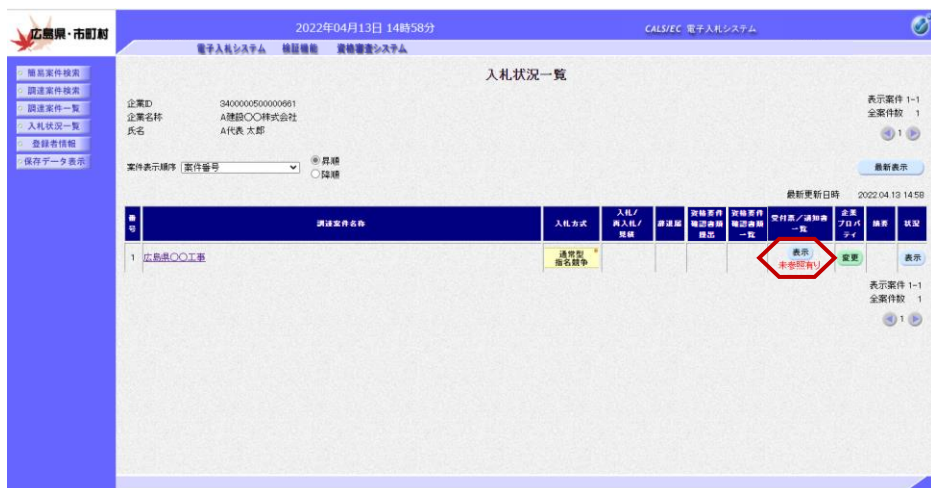 広島県・市町村
2022年04月13日 14時58分
CALS/EC 電子入札システム
電子入札システム 検証機能 資格審査システム
簡易案件検索
調達案件検索
調達案件一覧
入札状況一覧
登録者情報
保存データ表示
入札状況一覧
企業ID 3400000500000661
企業名称 A建設〇〇株式会社
氏名 A代表 太郎
表示案件 1-1
全案件数 1
1
案件表示順序 案件番号
昇順
降順
最新表示
最新更新日時 2022.04.13 14:58
番号 調達案件名称 入札方式 入札/再入札/見積 辞退届 資格要件確認書類提出 資格要件確認書類一覧 受付票/通知書一覧 企業プロパティ 摘要 状況
1 広島県〇〇工事 通常型指名競争 表示 未参照有り 変更 表示
表示案件 1-1
全案件数 1
1